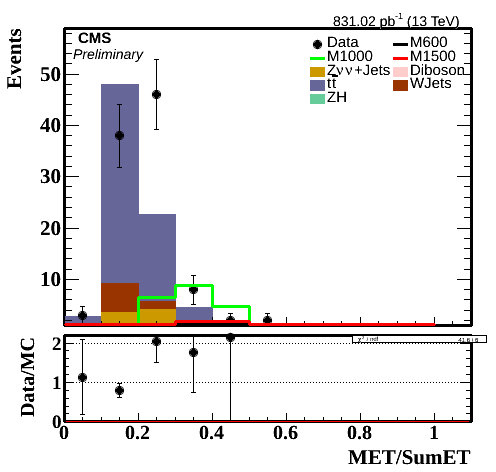 831.02 pb⁻¹ (13 TeV)
CMS
Preliminary
Data
M600
M1000
M1500
Zνν+Jets
Diboson
tt̄
WJets
ZH
Events
50
40
30
20
10
χ² / ndf
Data/MC
2
1
0
0 0.2 0.4 0.6 0.8 1
MET/SumET